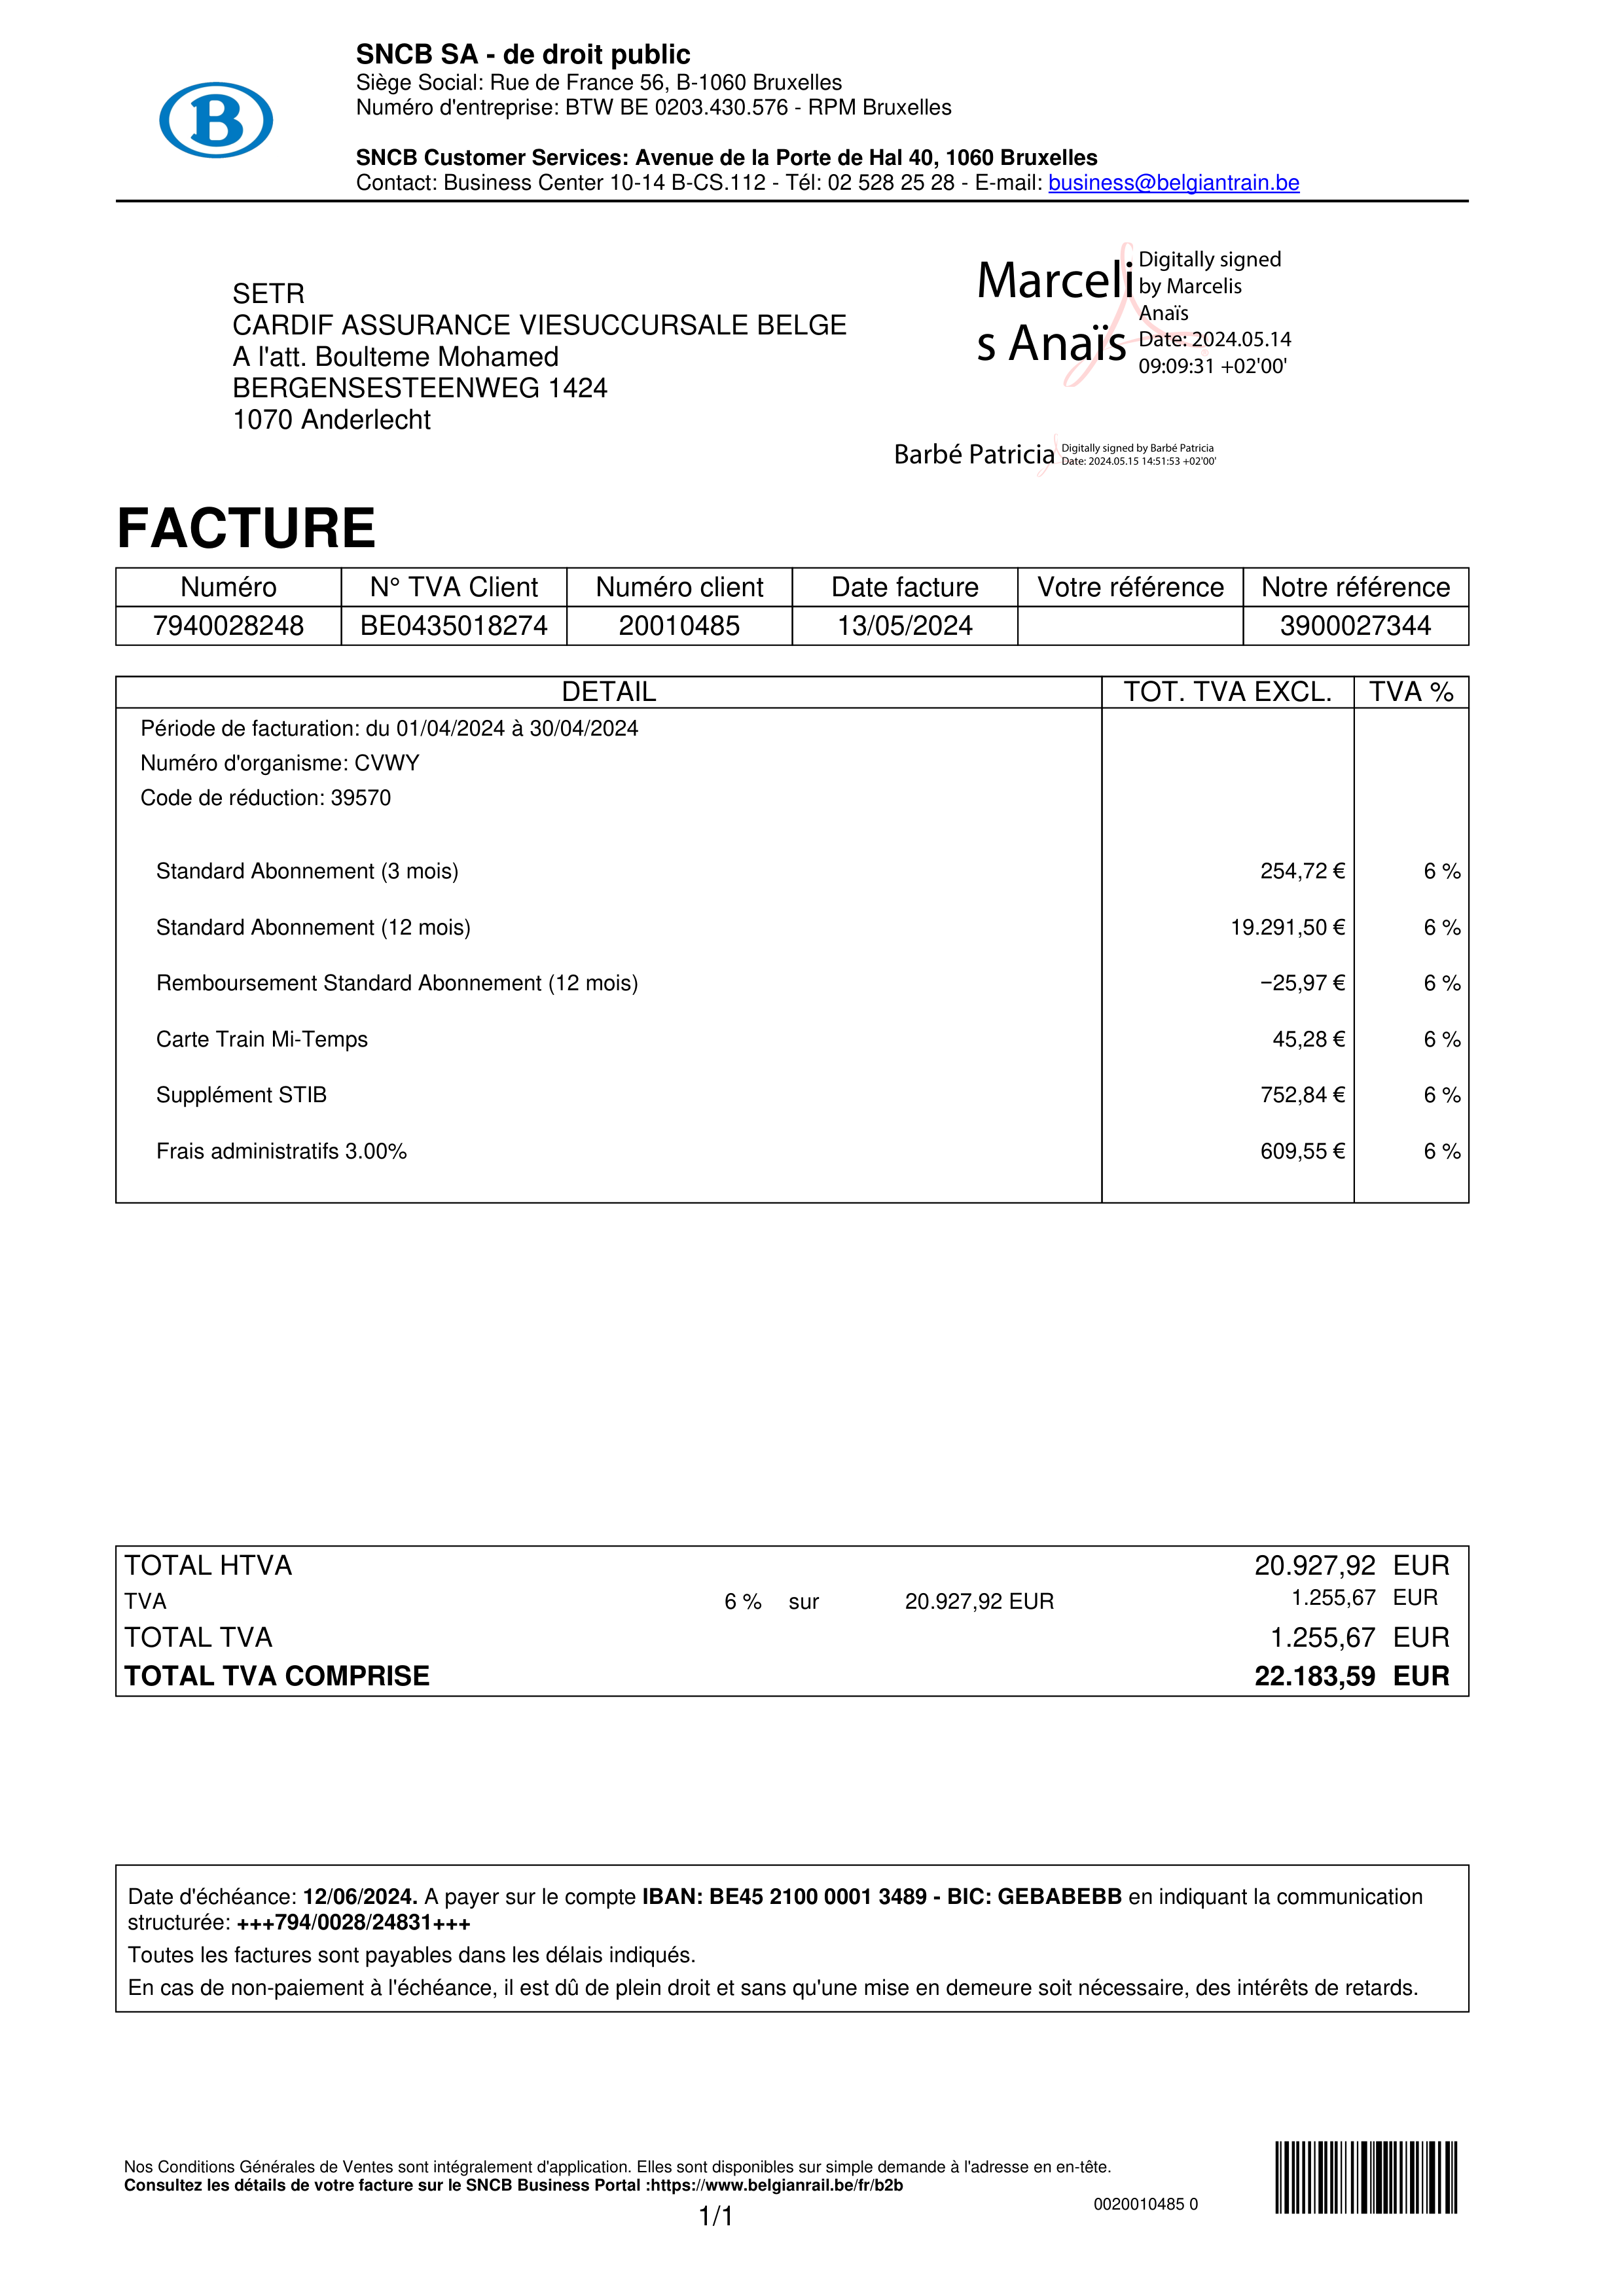 B
SNCB SA - de droit public
Siège Social: Rue de France 56, B-1060 Bruxelles
Numéro d'entreprise: BTW BE 0203.430.576 - RPM Bruxelles
SNCB Customer Services: Avenue de la Porte de Hal 40, 1060 Bruxelles
Contact: Business Center 10-14 B-CS.112 - Tél: 02 528 25 28 - E-mail: business@belgiantrain.be
SETR
CARDIF ASSURANCE VIESUCCURSALE BELGE
A l'att. Boulteme Mohamed
BERGENSESTEENWEG 1424
1070 Anderlecht
Marceli
s Anaïs
Digitally signed
by Marcelis
Anaïs
Date: 2024.05.14
09:09:31 +02'00'
Barbé Patricia
Digitally signed by Barbé Patricia
Date: 2024.05.15 14:51:53 +02'00'
FACTURE
Numéro N° TVA Client Numéro client Date facture Votre référence Notre référence
7940028248 BE0435018274 20010485 13/05/2024 3900027344
DETAIL TOT. TVA EXCL. TVA %
Période de facturation: du 01/04/2024 à 30/04/2024
Numéro d'organisme: CVWY
Code de réduction: 39570
Standard Abonnement (3 mois) 254,72 € 6 %
Standard Abonnement (12 mois) 19.291,50 € 6 %
Remboursement Standard Abonnement (12 mois) −25,97 € 6 %
Carte Train Mi-Temps 45,28 € 6 %
Supplément STIB 752,84 € 6 %
Frais administratifs 3.00% 609,55 € 6 %
TOTAL HTVA 20.927,92 EUR
TVA 6 % sur 20.927,92 EUR 1.255,67 EUR
TOTAL TVA 1.255,67 EUR
TOTAL TVA COMPRISE 22.183,59 EUR
Date d'échéance: 12/06/2024. A payer sur le compte IBAN: BE45 2100 0001 3489 - BIC: GEBABEBB en indiquant la communication
structurée: +++794/0028/24831+++
Toutes les factures sont payables dans les délais indiqués.
En cas de non-paiement à l'échéance, il est dû de plein droit et sans qu'une mise en demeure soit nécessaire, des intérêts de retards.
Nos Conditions Générales de Ventes sont intégralement d'application. Elles sont disponibles sur simple demande à l'adresse en en-tête.
Consultez les détails de votre facture sur le SNCB Business Portal :https://www.belgianrail.be/fr/b2b
0020010485 0
1/1